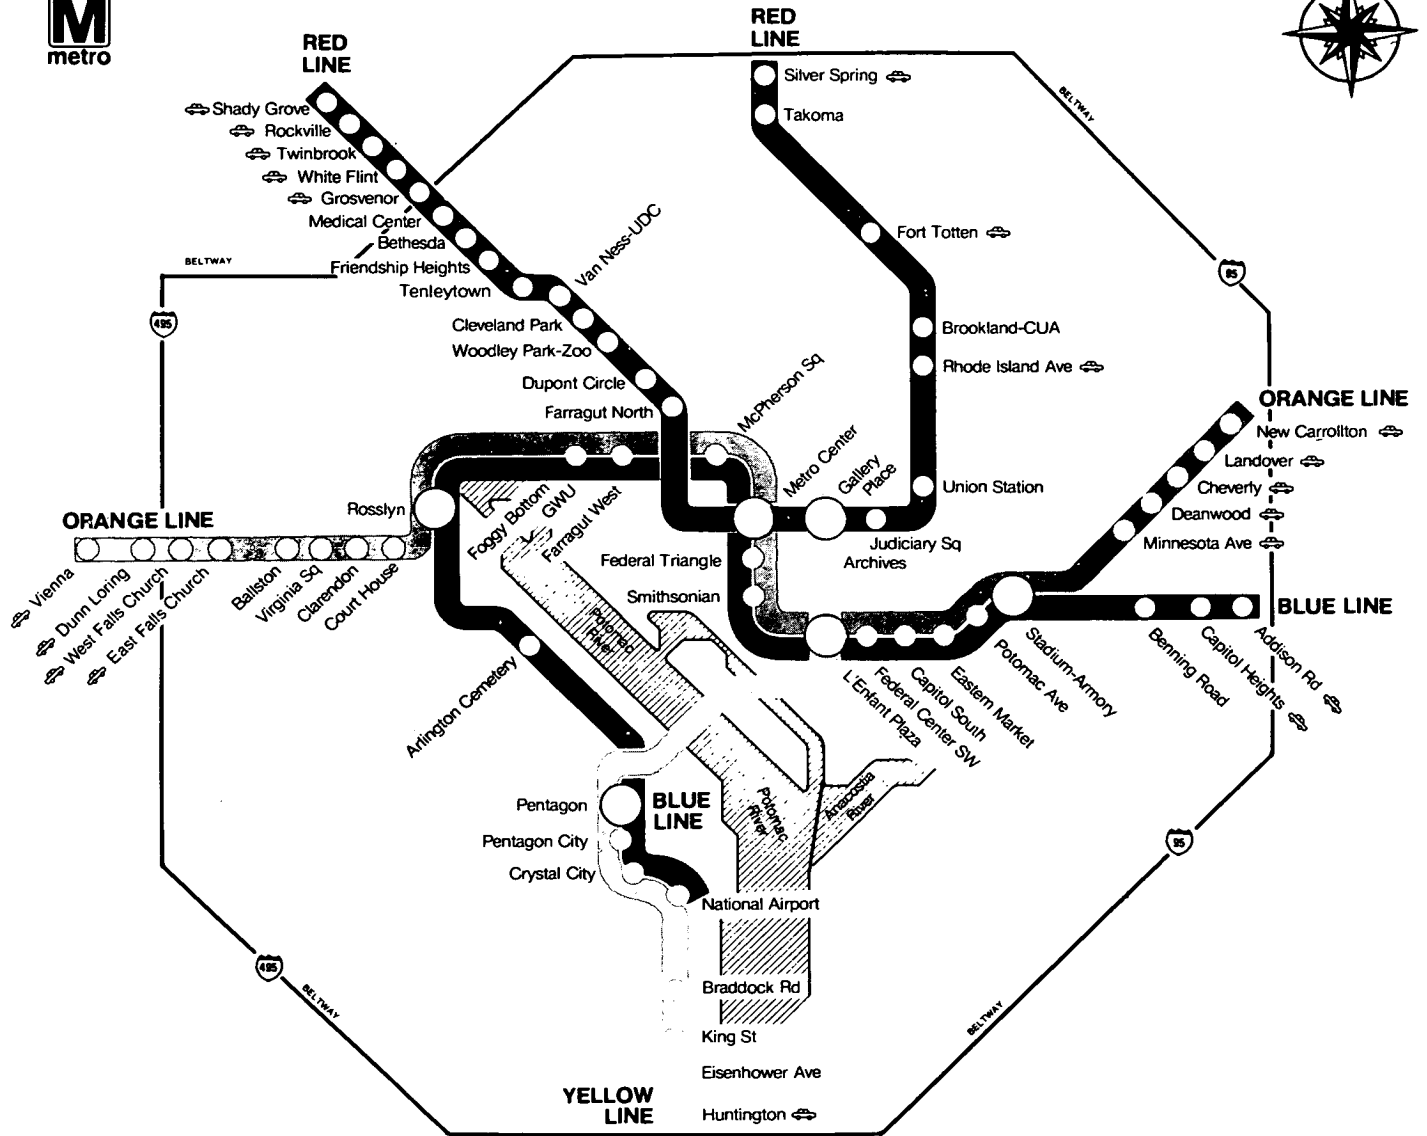 M
metro
RED
LINE
RED
LINE
Silver Spring
Takoma
Shady Grove
Rockville
Twinbrook
White Flint
Grosvenor
Medical Center
Bethesda
Friendship Heights
Tenleytown
Van Ness-UDC
Cleveland Park
Woodley Park-Zoo
Dupont Circle
Farragut North
BELTWAY
BELTWAY
495
95
Fort Totten
Brookland-CUA
Rhode Island Ave
Union Station
McPherson Sq
Metro Center
Gallery
Place
Judiciary Sq
Archives
ORANGE LINE
New Carrollton
Landover
Cheverly
Deanwood
Minnesota Ave
BLUE LINE
Addison Rd
Capitol Heights
Benning Road
Stadium-Armory
Potomac Ave
Eastern Market
Capitol South
Federal Center SW
L'Enfant Plaza
Rosslyn
Foggy Bottom
GWU
Farragut West
Federal Triangle
Smithsonian
ORANGE LINE
Vienna
Dunn Loring
West Falls Church
East Falls Church
Ballston
Virginia Sq
Clarendon
Court House
Arlington Cemetery
Potomac
River
Potomac
River
Anacostia
River
Pentagon
BLUE
LINE
Pentagon City
Crystal City
National Airport
Braddock Rd
King St
Eisenhower Ave
YELLOW
LINE
Huntington
95
495
BELTWAY
BELTWAY